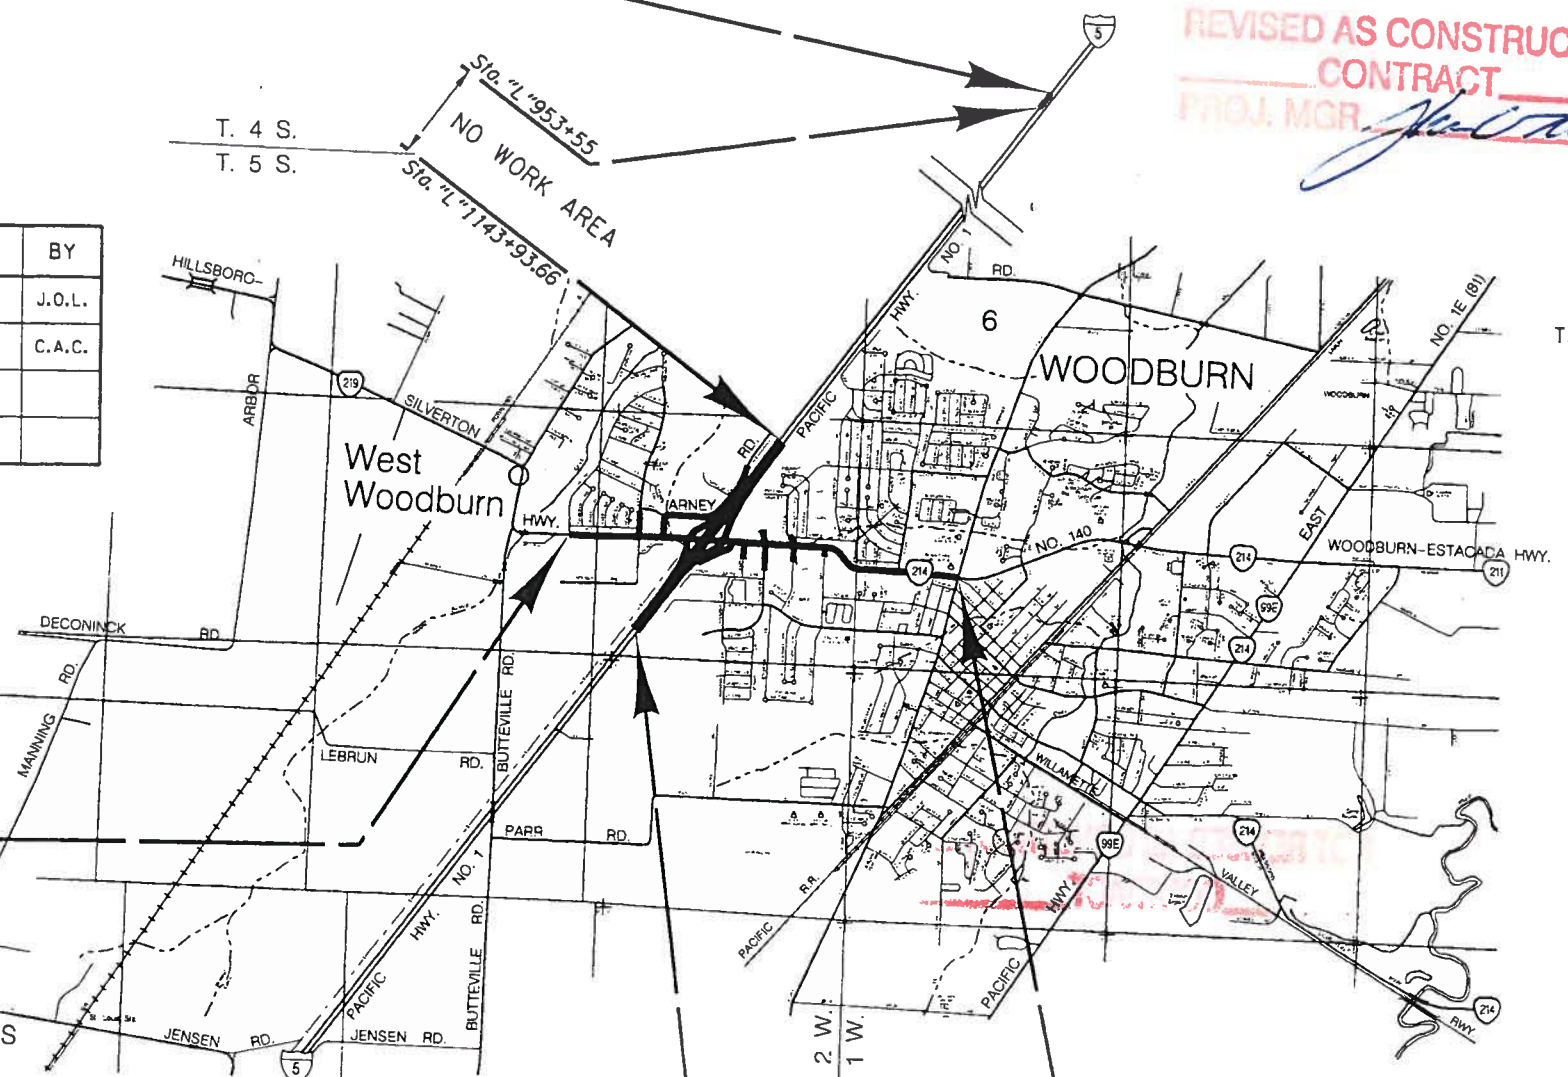 REVISED AS CONSTRUC
CONTRACT
PROJ. MGR.
5
Sta. "L" 953+55
NO WORK AREA
Sta. "L" 1143+93.66
T. 4 S.
T. 5 S.
BY
J.O.L.
C.A.C.
HILLSBORO-
NO. 1
RD.
HWY.
6
WOODBURN
NO. 1E (81)
T.
WOODBURN
219
ARBOR
SILVERTON
PACIFIC
RD.
West
Woodburn
ARNEY
HWY.
214
NO. 140
214
EAST
WOODBURN-ESTACADA HWY.
211
99E
214
DECONINCK RD.
RD.
MANNING
BUTTEVILLE RD.
LEBRUN RD.
WILLAMETTE
PARR RD.
99E
214
VALLEY
R.R.
PACIFIC
HWY.
NO. 1
HWY.
PACIFIC
BUTTEVILLE RD.
PACIFIC
2 W.
1 W.
214
RWY.
S
JENSEN RD.
JENSEN RD.
5